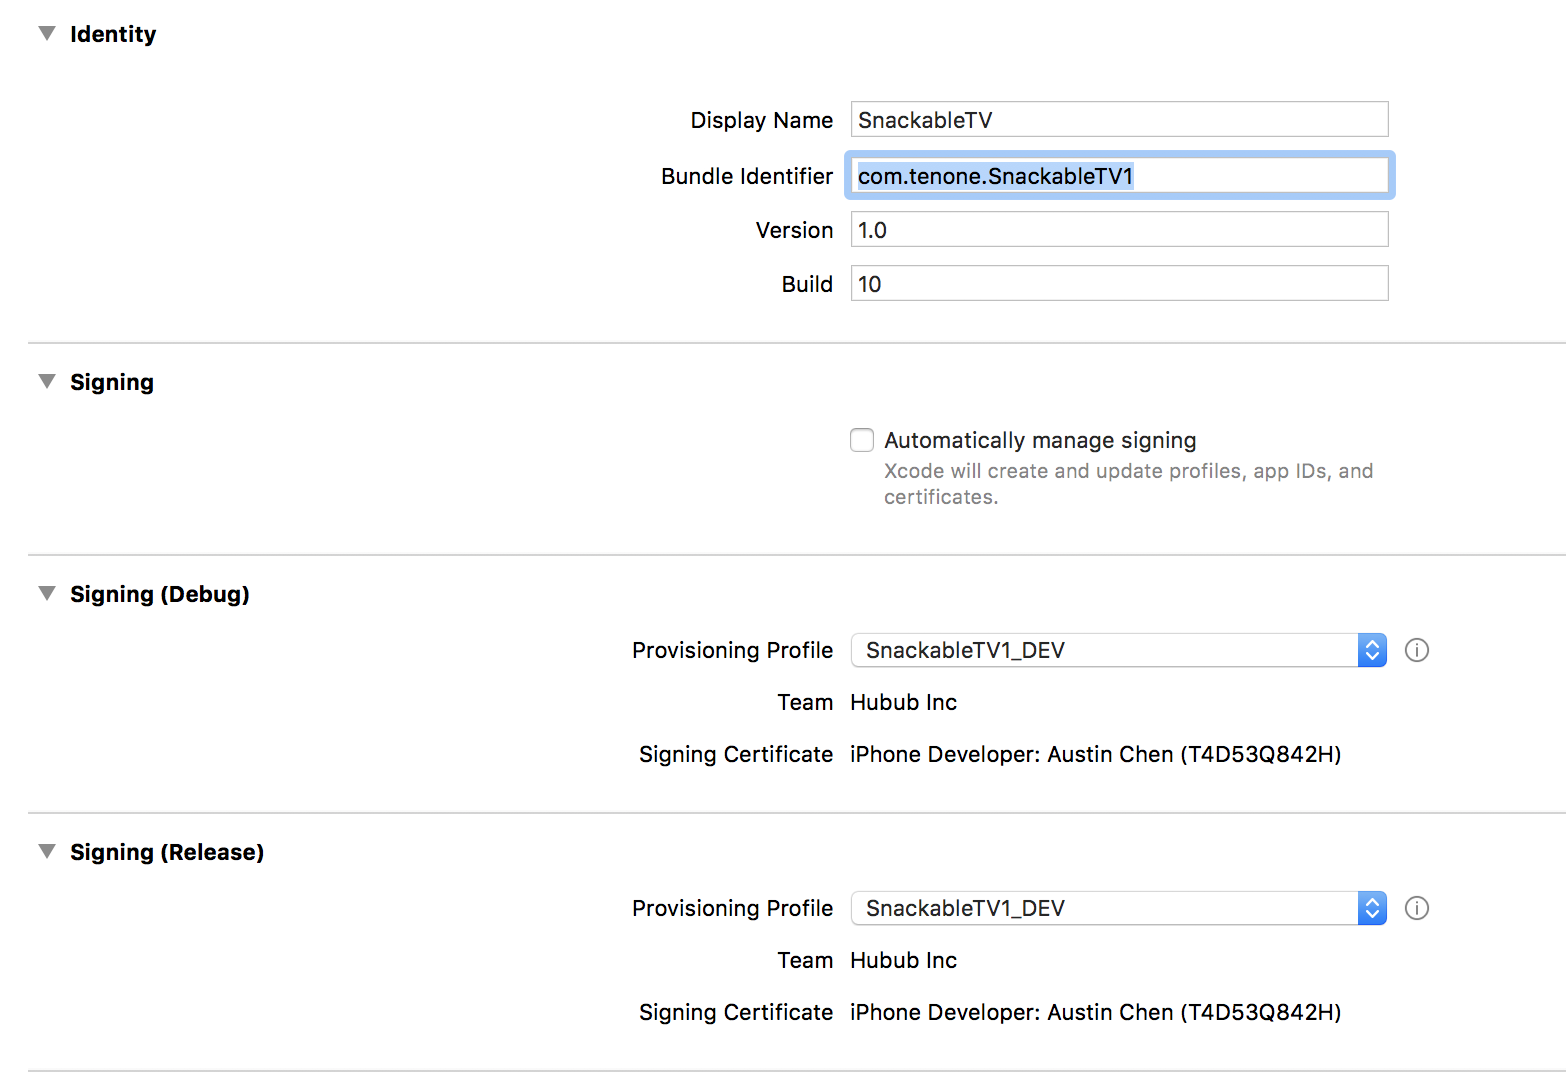 Identity
Display Name SnackableTV
Bundle Identifier com.tenone.SnackableTV1
Version 1.0
Build 10
Signing
Automatically manage signing
Xcode will create and update profiles, app IDs, and
certificates.
Signing (Debug)
Provisioning Profile SnackableTV1_DEV
Team Hubub Inc
Signing Certificate iPhone Developer: Austin Chen (T4D53Q842H)
Signing (Release)
Provisioning Profile SnackableTV1_DEV
Team Hubub Inc
Signing Certificate iPhone Developer: Austin Chen (T4D53Q842H)